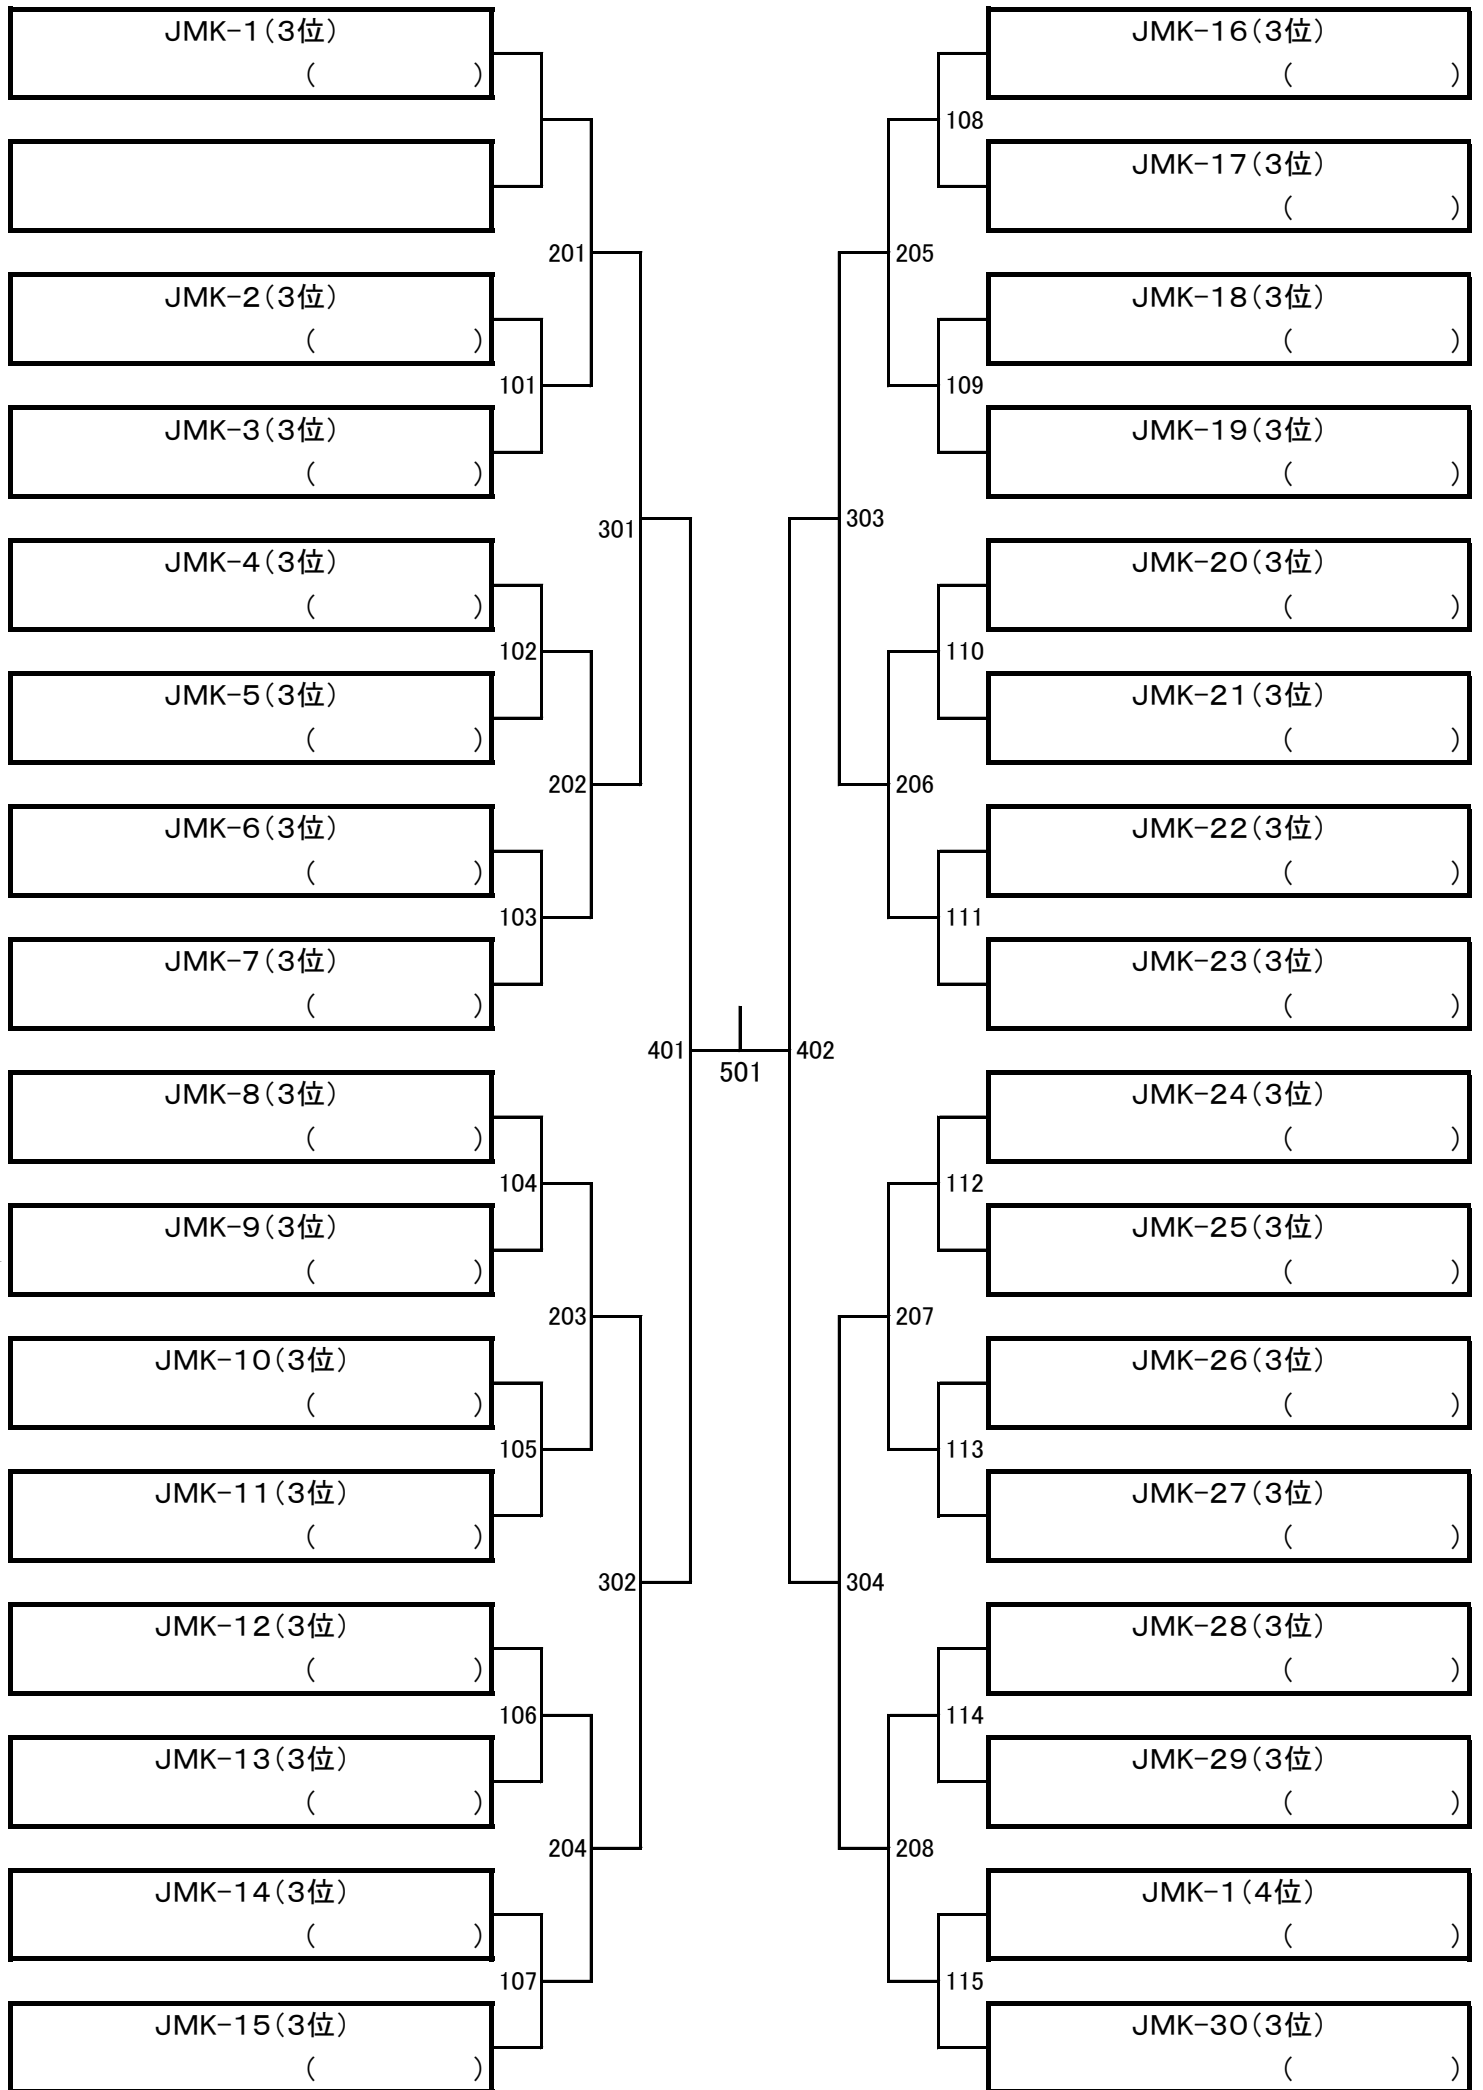 JMK-1(3位)
(　　　)
201
JMK-2(3位)
(　　　)
101
JMK-3(3位)
(　　　)
301
JMK-4(3位)
(　　　)
102
JMK-5(3位)
(　　　)
202
JMK-6(3位)
(　　　)
103
JMK-7(3位)
(　　　)
401
JMK-8(3位)
(　　　)
104
JMK-9(3位)
(　　　)
203
JMK-10(3位)
(　　　)
105
JMK-11(3位)
(　　　)
302
JMK-12(3位)
(　　　)
106
JMK-13(3位)
(　　　)
204
JMK-14(3位)
(　　　)
107
JMK-15(3位)
(　　　)
501
JMK-16(3位)
(　　　)
108
JMK-17(3位)
(　　　)
205
JMK-18(3位)
(　　　)
109
JMK-19(3位)
(　　　)
303
JMK-20(3位)
(　　　)
110
JMK-21(3位)
(　　　)
206
JMK-22(3位)
(　　　)
111
JMK-23(3位)
(　　　)
402
JMK-24(3位)
(　　　)
112
JMK-25(3位)
(　　　)
207
JMK-26(3位)
(　　　)
113
JMK-27(3位)
(　　　)
304
JMK-28(3位)
(　　　)
114
JMK-29(3位)
(　　　)
208
JMK-1(4位)
(　　　)
115
JMK-30(3位)
(　　　)